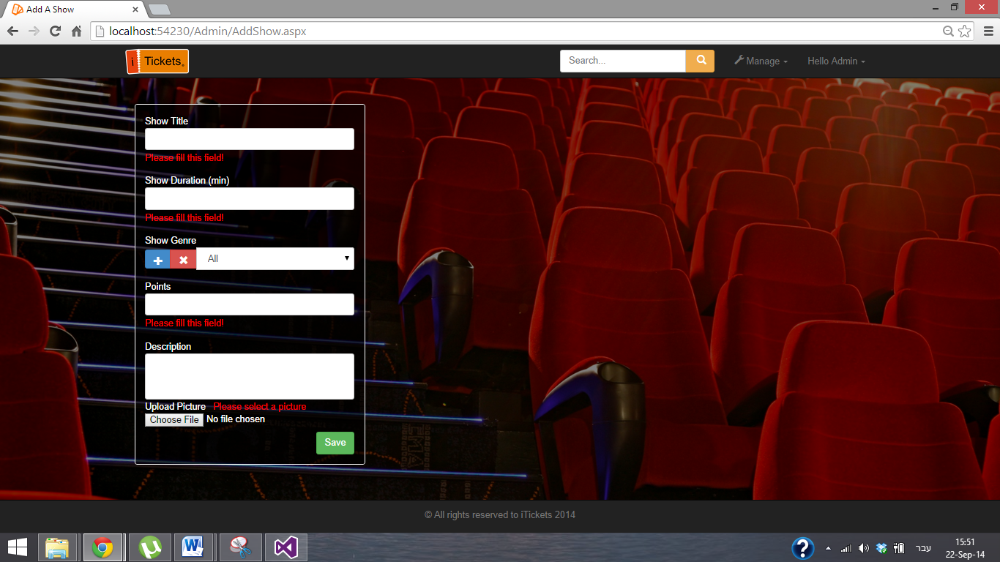 Add A Show
localhost:54230/Admin/AddShow.aspx
i Tickets
Search...
Manage
Hello Admin
Show Title
Please fill this field!
Show Duration (min)
Please fill this field!
Show Genre
All
Points
Please fill this field!
Description
Upload Picture Please select a picture
Choose File No file chosen
Save
© All rights reserved to iTickets 2014
עבר
15:51
22-Sep-14